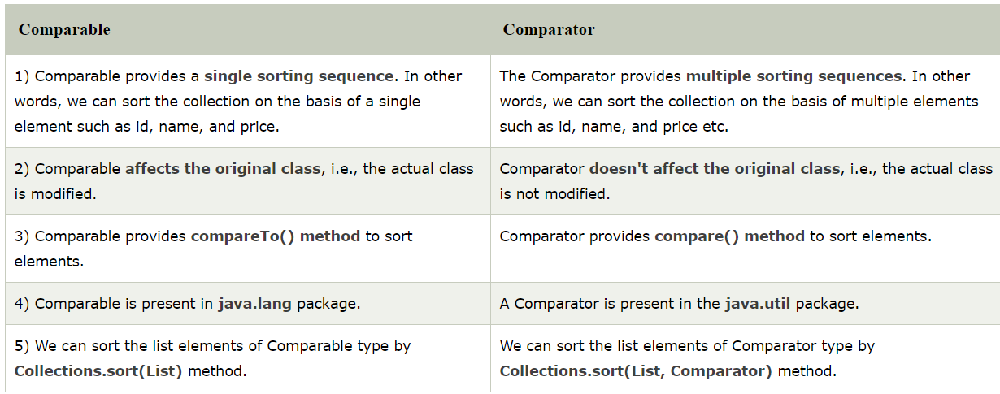 Comparable
Comparator
1) Comparable provides a single sorting sequence. In other
words, we can sort the collection on the basis of a single
element such as id, name, and price.
The Comparator provides multiple sorting sequences. In other
words, we can sort the collection on the basis of multiple elements
such as id, name, and price etc.
2) Comparable affects the original class, i.e., the actual class
is modified.
Comparator doesn't affect the original class, i.e., the actual class
is not modified.
3) Comparable provides compareTo() method to sort
elements.
Comparator provides compare() method to sort elements.
4) Comparable is present in java.lang package.
A Comparator is present in the java.util package.
5) We can sort the list elements of Comparable type by
Collections.sort(List) method.
We can sort the list elements of Comparator type by
Collections.sort(List, Comparator) method.